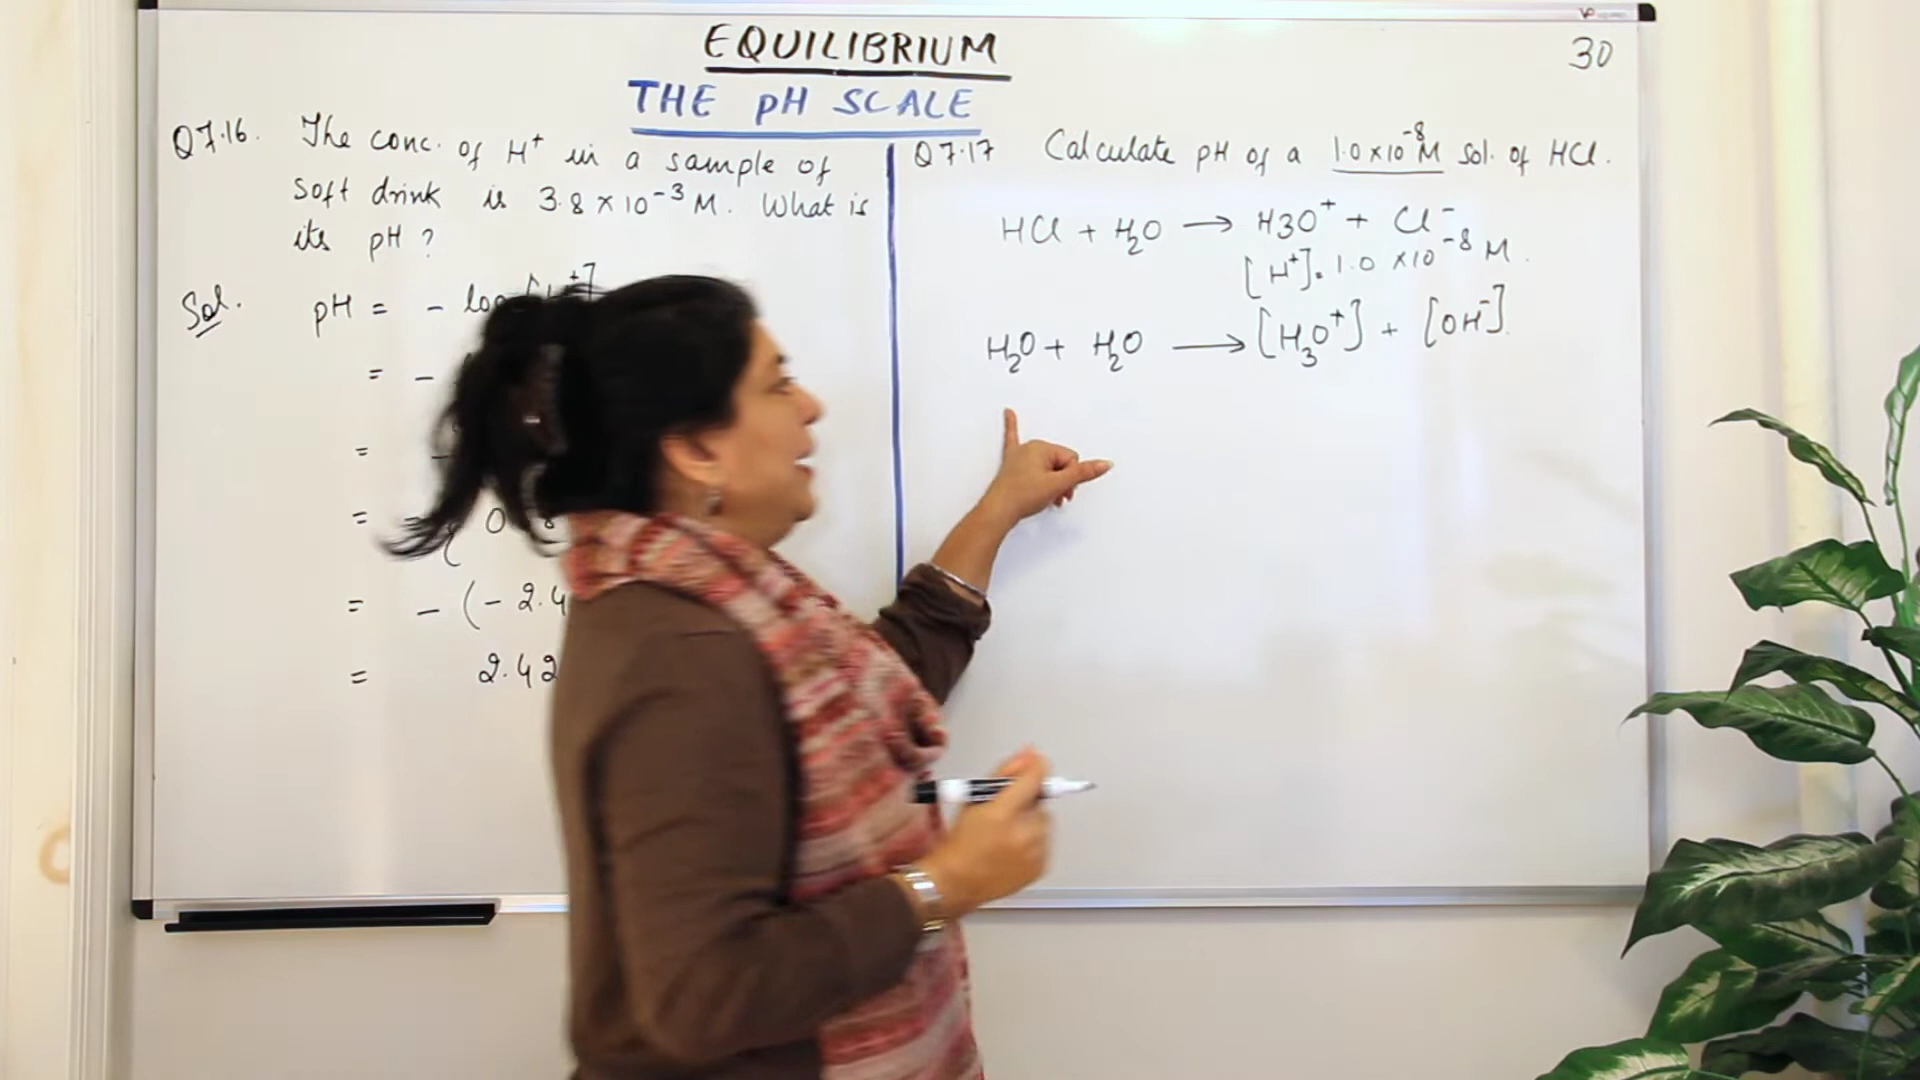 EQUILIBRIUM
30
THE pH SCALE
Q7.16. The conc. of H⁺ in a sample of
soft drink is 3.8 × 10⁻³ M. What is
its pH ?
Sol. pH = - log
= -
=
= - ( 0 8
= - (- 2.4
= 2.42
Q7.17 Calculate pH of a 1.0×10⁻⁸M sol. of HCl.
HCl + H₂O → H3O⁺ + Cl⁻
[H⁺] = 1.0 ×10⁻⁸ M.
H₂O + H₂O → [H₃O⁺] + [OH⁻].